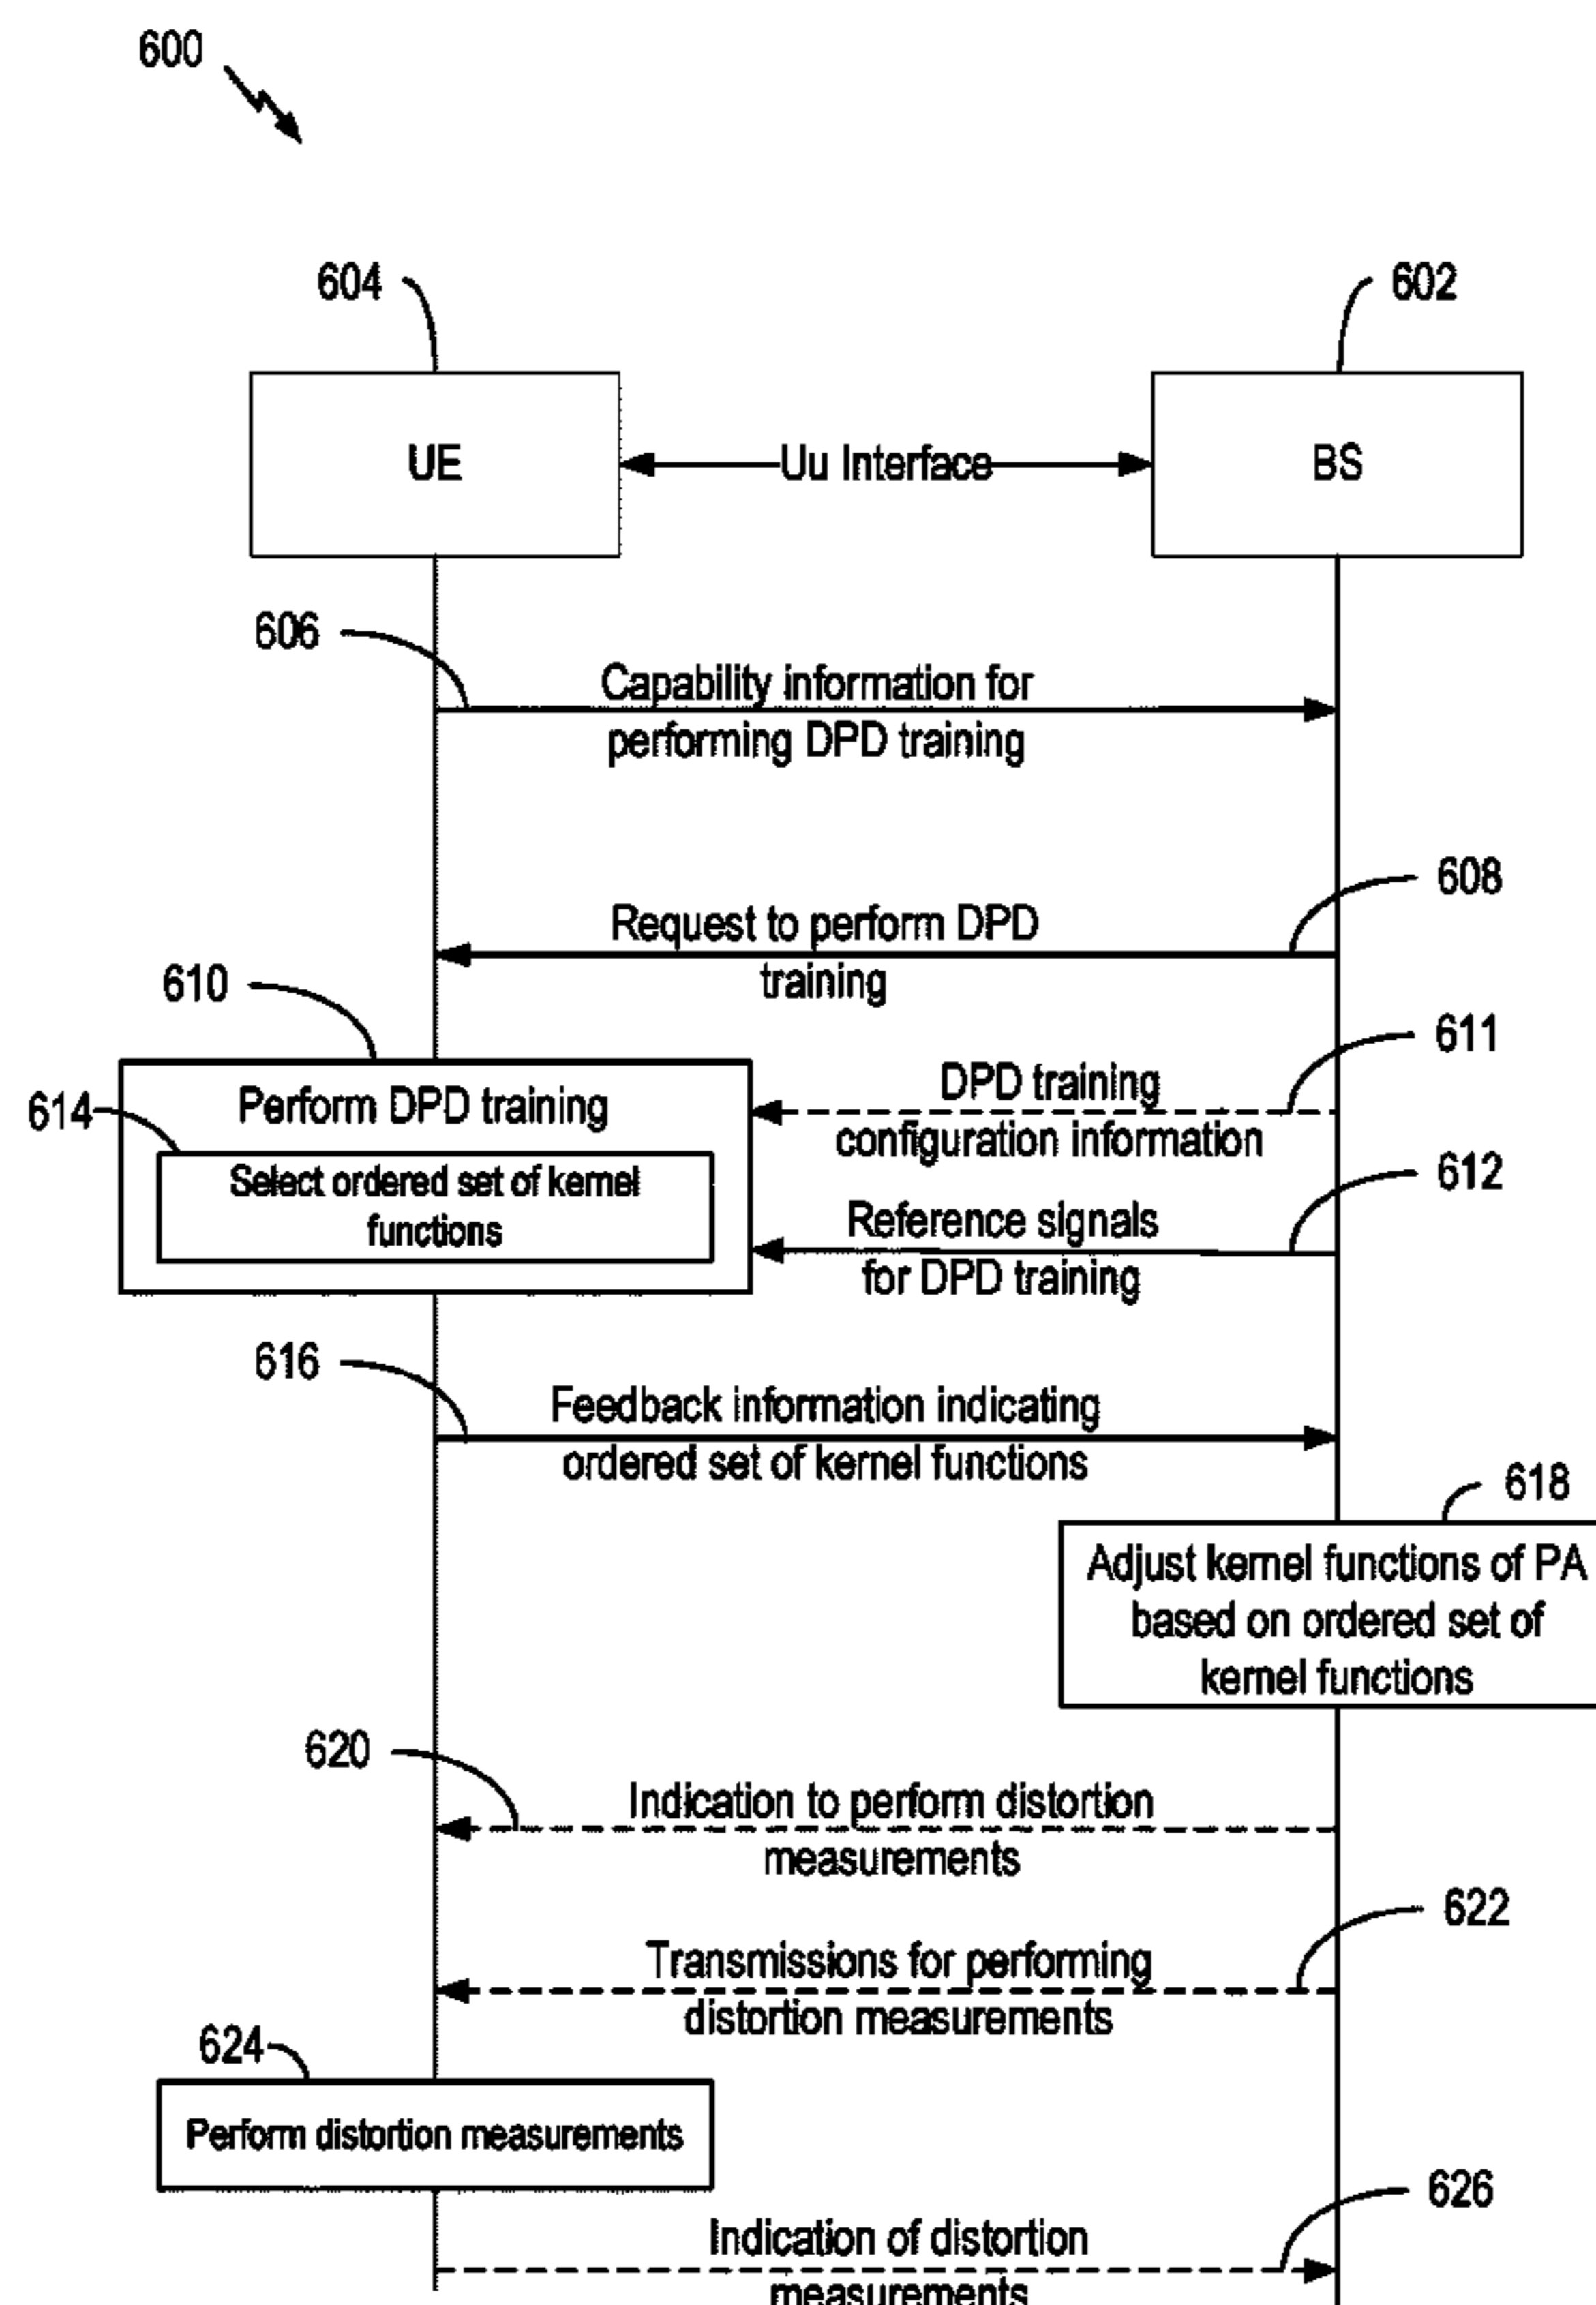 600
604
602
UE
Uu Interface
BS
606
Capability information for
performing DPD training
608
Request to perform DPD
training
610
611
614
Perform DPD training
DPD training
configuration information
612
Select ordered set of kernel
functions
Reference signals
for DPD training
616
Feedback information indicating
ordered set of kernel functions
618
Adjust kernel functions of PA
based on ordered set of
kernel functions
620
Indication to perform distortion
measurements
622
Transmissions for performing
distortion measurements
624
Perform distortion measurements
626
Indication of distortion
measurements